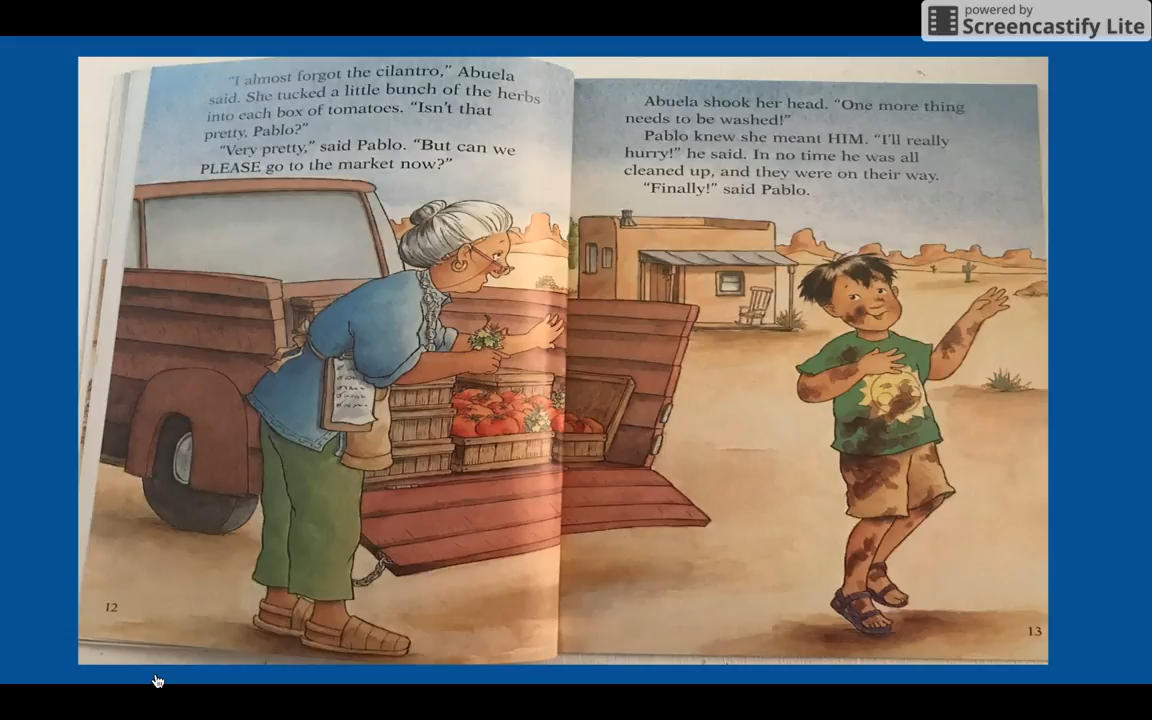 powered by
Screencastify Lite
"I almost forgot the cilantro," Abuela
said. She tucked a little bunch of the herbs
into each box of tomatoes. "Isn't that
pretty, Pablo?"
"Very pretty," said Pablo. "But can we
PLEASE go to the market now?"
12
Abuela shook her head. "One more thing
needs to be washed!"
Pablo knew she meant HIM. "I'll really
hurry!" he said. In no time he was all
cleaned up, and they were on their way.
"Finally!" said Pablo.
13